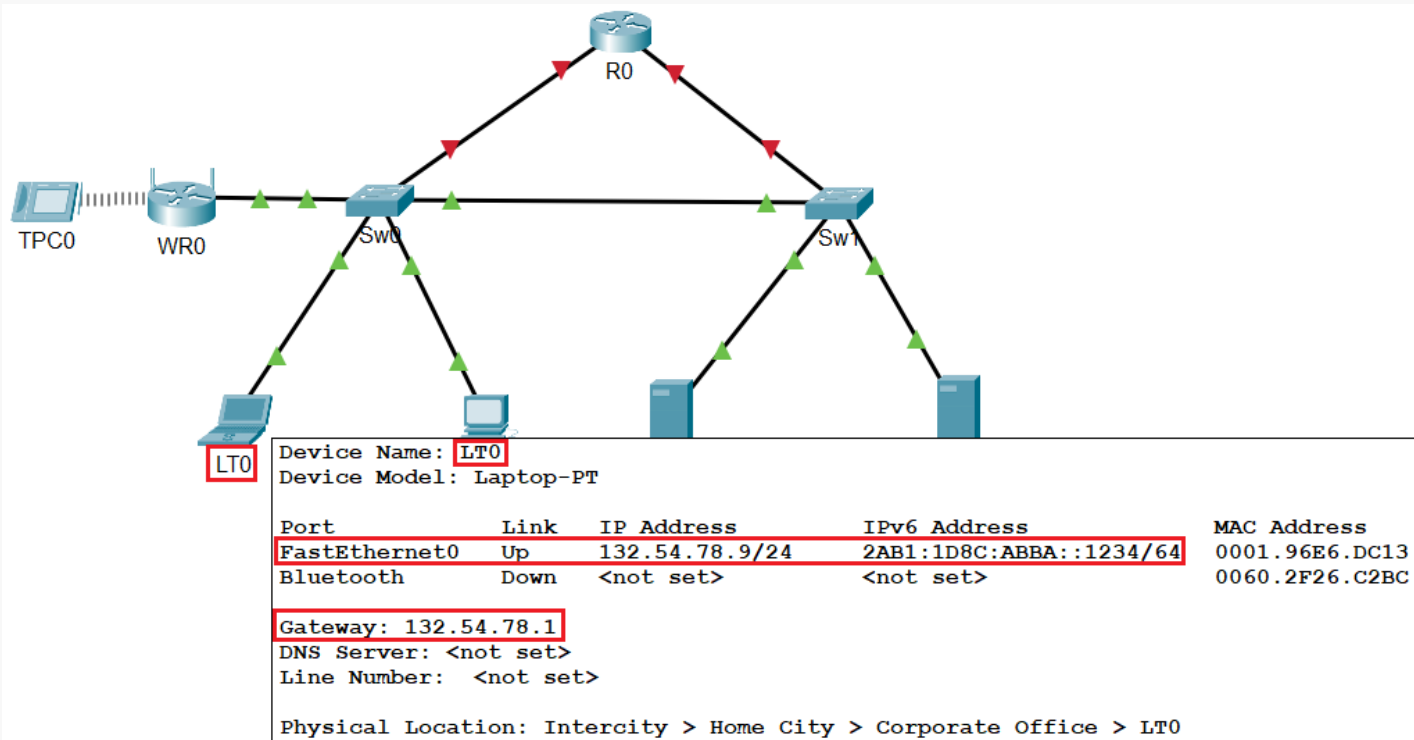 R0
TPC0
WR0
Sw0
Sw1
LT0
Device Name: LT0
Device Model: Laptop-PT
Port Link IP Address IPv6 Address MAC Address
FastEthernet0 Up 132.54.78.9/24 2AB1:1D8C:ABBA::1234/64 0001.96E6.DC13
Bluetooth Down <not set> <not set> 0060.2F26.C2BC
Gateway: 132.54.78.1
DNS Server: <not set>
Line Number: <not set>
Physical Location: Intercity > Home City > Corporate Office > LT0